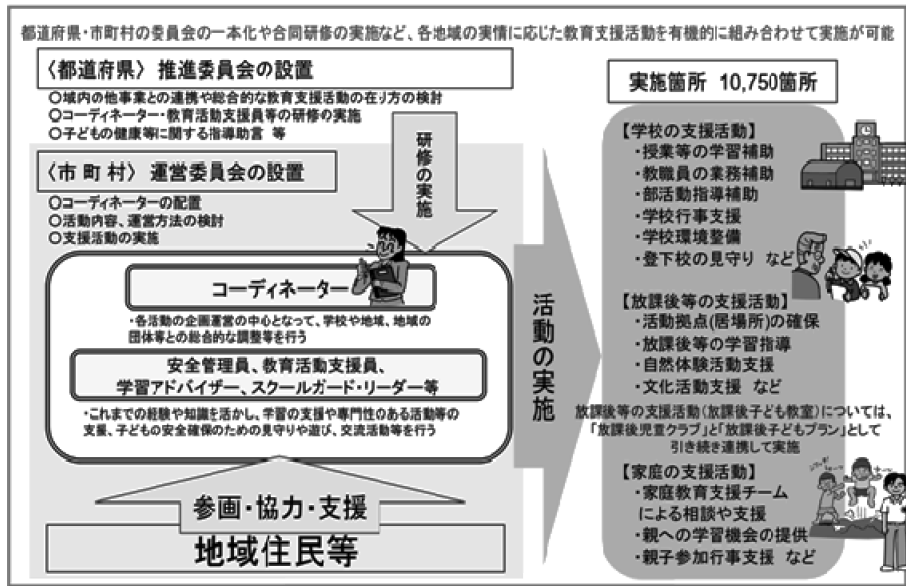 都道府県・市町村の委員会の一本化や合同研修の実施など、各地域の実情に応じた教育支援活動を有機的に組み合わせて実施が可能
〈都道府県〉 推進委員会の設置
○域内の他事業との連携や総合的な教育支援活動の在り方の検討
○コーディネーター・教育活動支援員等の研修の実施
○子どもの健康等に関する指導助言 等
研修の実施
〈市 町 村〉 運営委員会の設置
○コーディネーターの配置
○活動内容、運営方法の検討
○支援活動の実施
コーディネーター
・各活動の企画運営の中心となって、学校や地域、地域の
団体等との総合的な調整等を行う
安全管理員、教育活動支援員、
学習アドバイザー、スクールガード・リーダー等
・これまでの経験や知識を活かし、学習の支援や専門性のある活動等の
支援、子どもの安全確保のための見守りや遊び、交流活動等を行う
参画・協力・支援
地域住民等
活動の実施
実施箇所 10,750箇所
【学校の支援活動】
・授業等の学習補助
・教職員の業務補助
・部活動指導補助
・学校行事支援
・学校環境整備
・登下校の見守り など
【放課後等の支援活動】
・活動拠点(居場所)の確保
・放課後等の学習指導
・自然体験活動支援
・文化活動支援 など
放課後等の支援活動(放課後子ども教室)については、
「放課後児童クラブ」と「放課後子どもプラン」として
引き続き連携して実施
【家庭の支援活動】
・家庭教育支援チーム
による相談や支援
・親への学習機会の提供
・親子参加行事支援 など